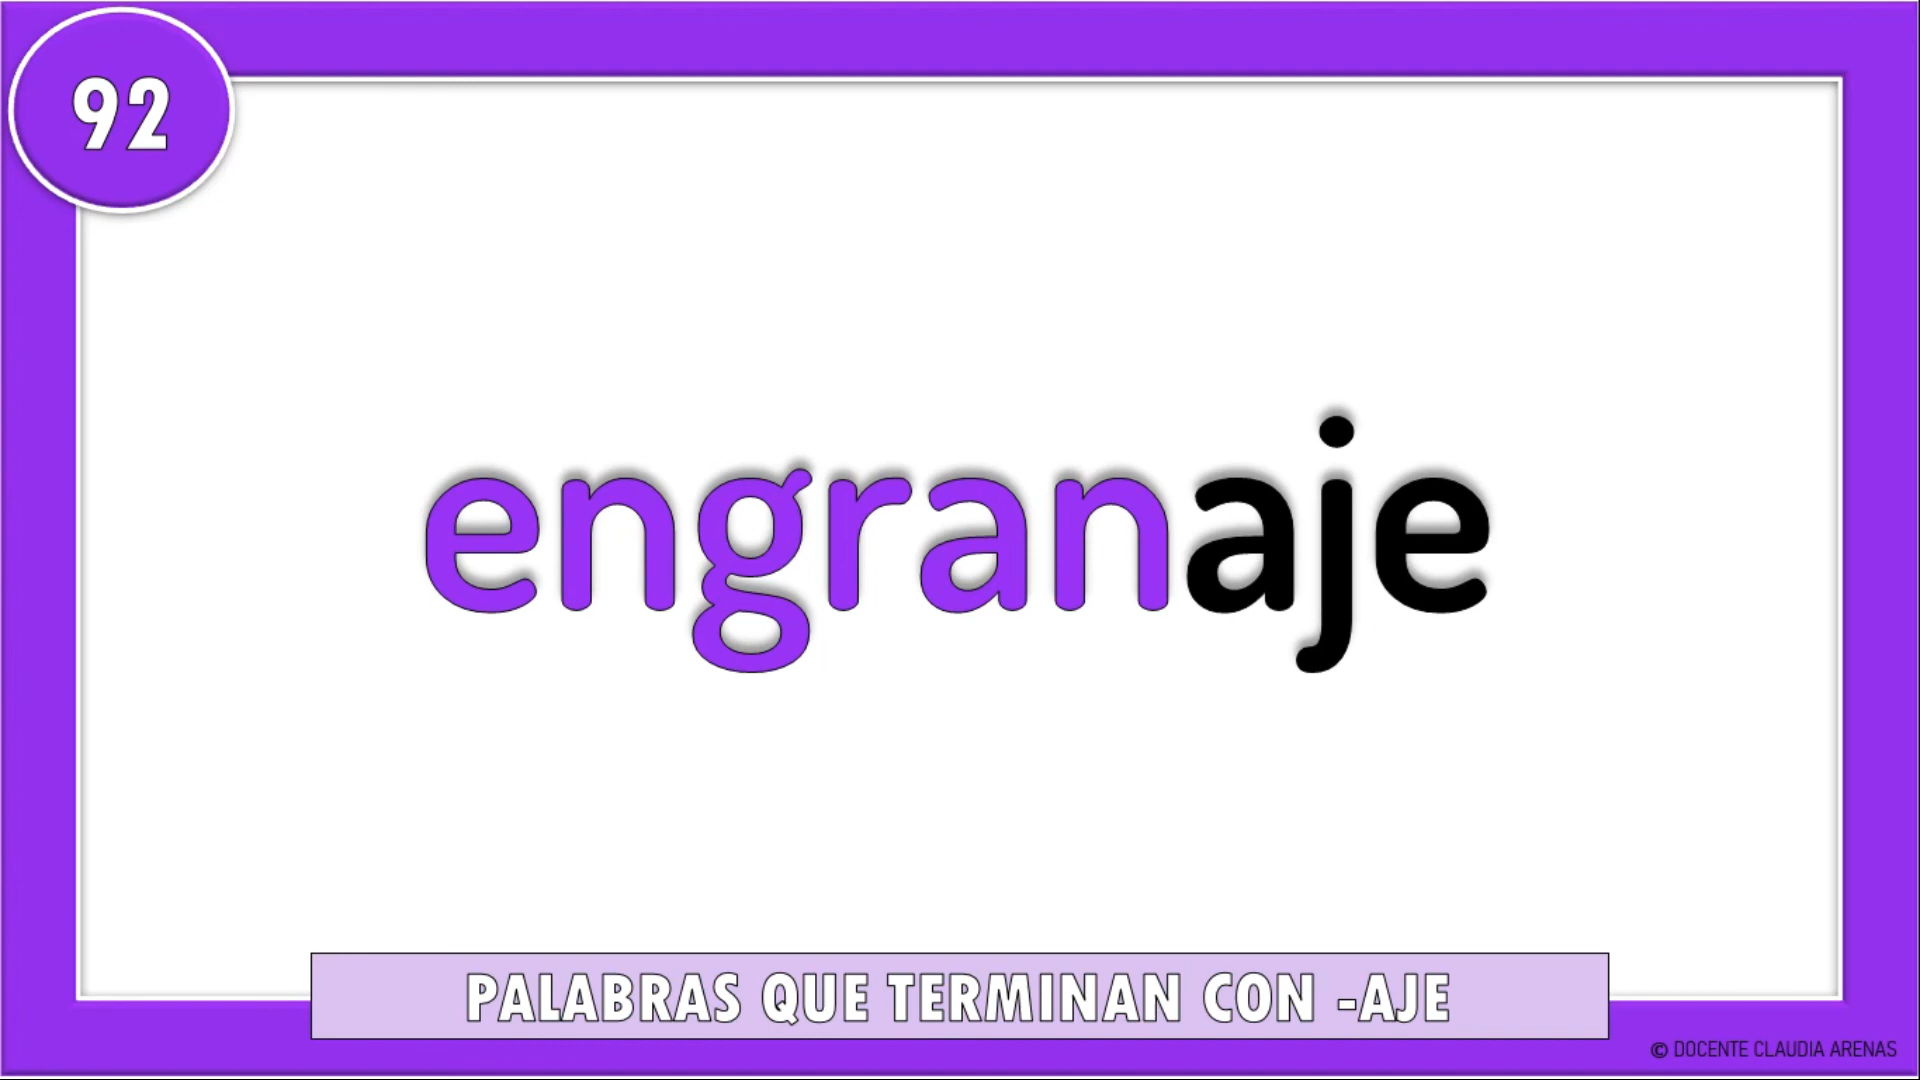 92
engranaje
PALABRAS QUE TERMINAN CON -AJE
© DOCENTE CLAUDIA ARENAS